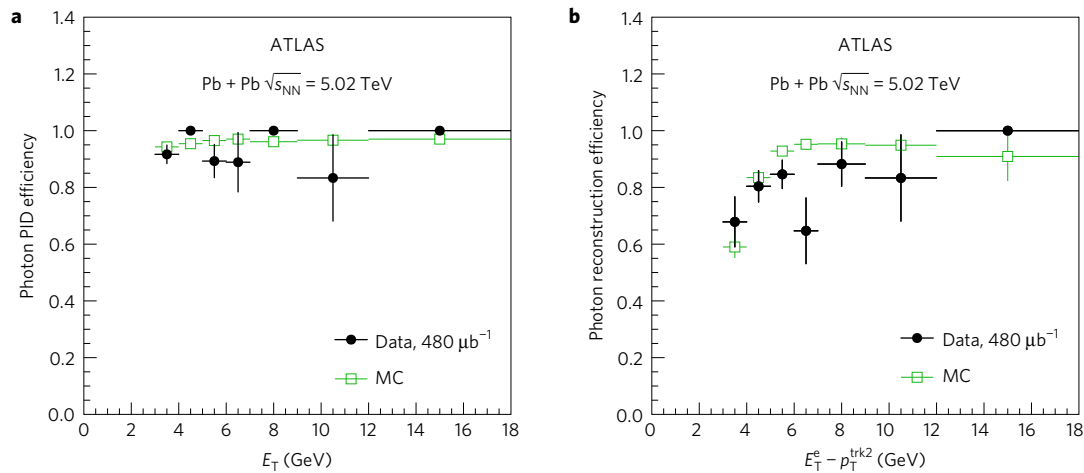 a
ATLAS
Pb + Pb √sNN = 5.02 TeV
Photon PID efficiency
1.4
1.2
1.0
0.8
0.6
0.4
0.2
0.0
Data, 480 μb⁻¹
MC
0 2 4 6 8 10 12 14 16 18
ET (GeV)
b
ATLAS
Pb + Pb √sNN = 5.02 TeV
Photon reconstruction efficiency
1.4
1.2
1.0
0.8
0.6
0.4
0.2
0.0
Data, 480 μb⁻¹
MC
0 2 4 6 8 10 12 14 16 18
E_T^e − p_T^trk2 (GeV)